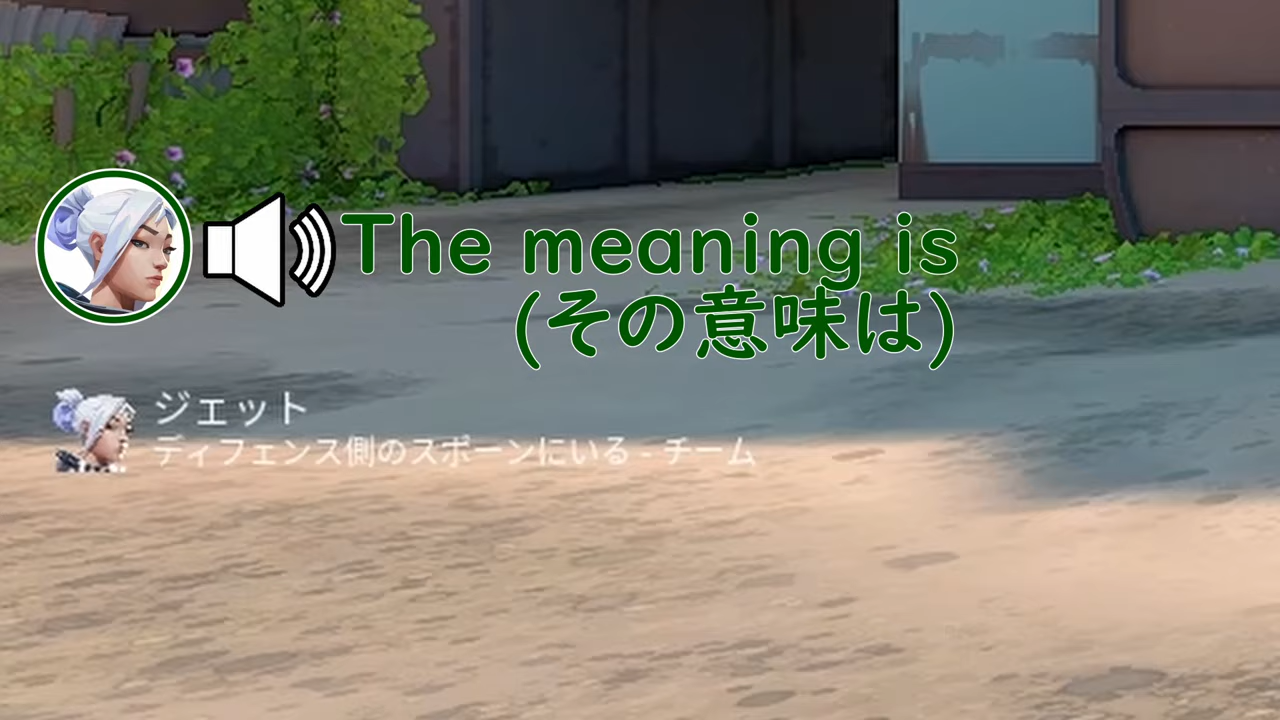 The meaning is
(その意味は)
ジェット
ディフェンス側のスポーンにいる - チーム